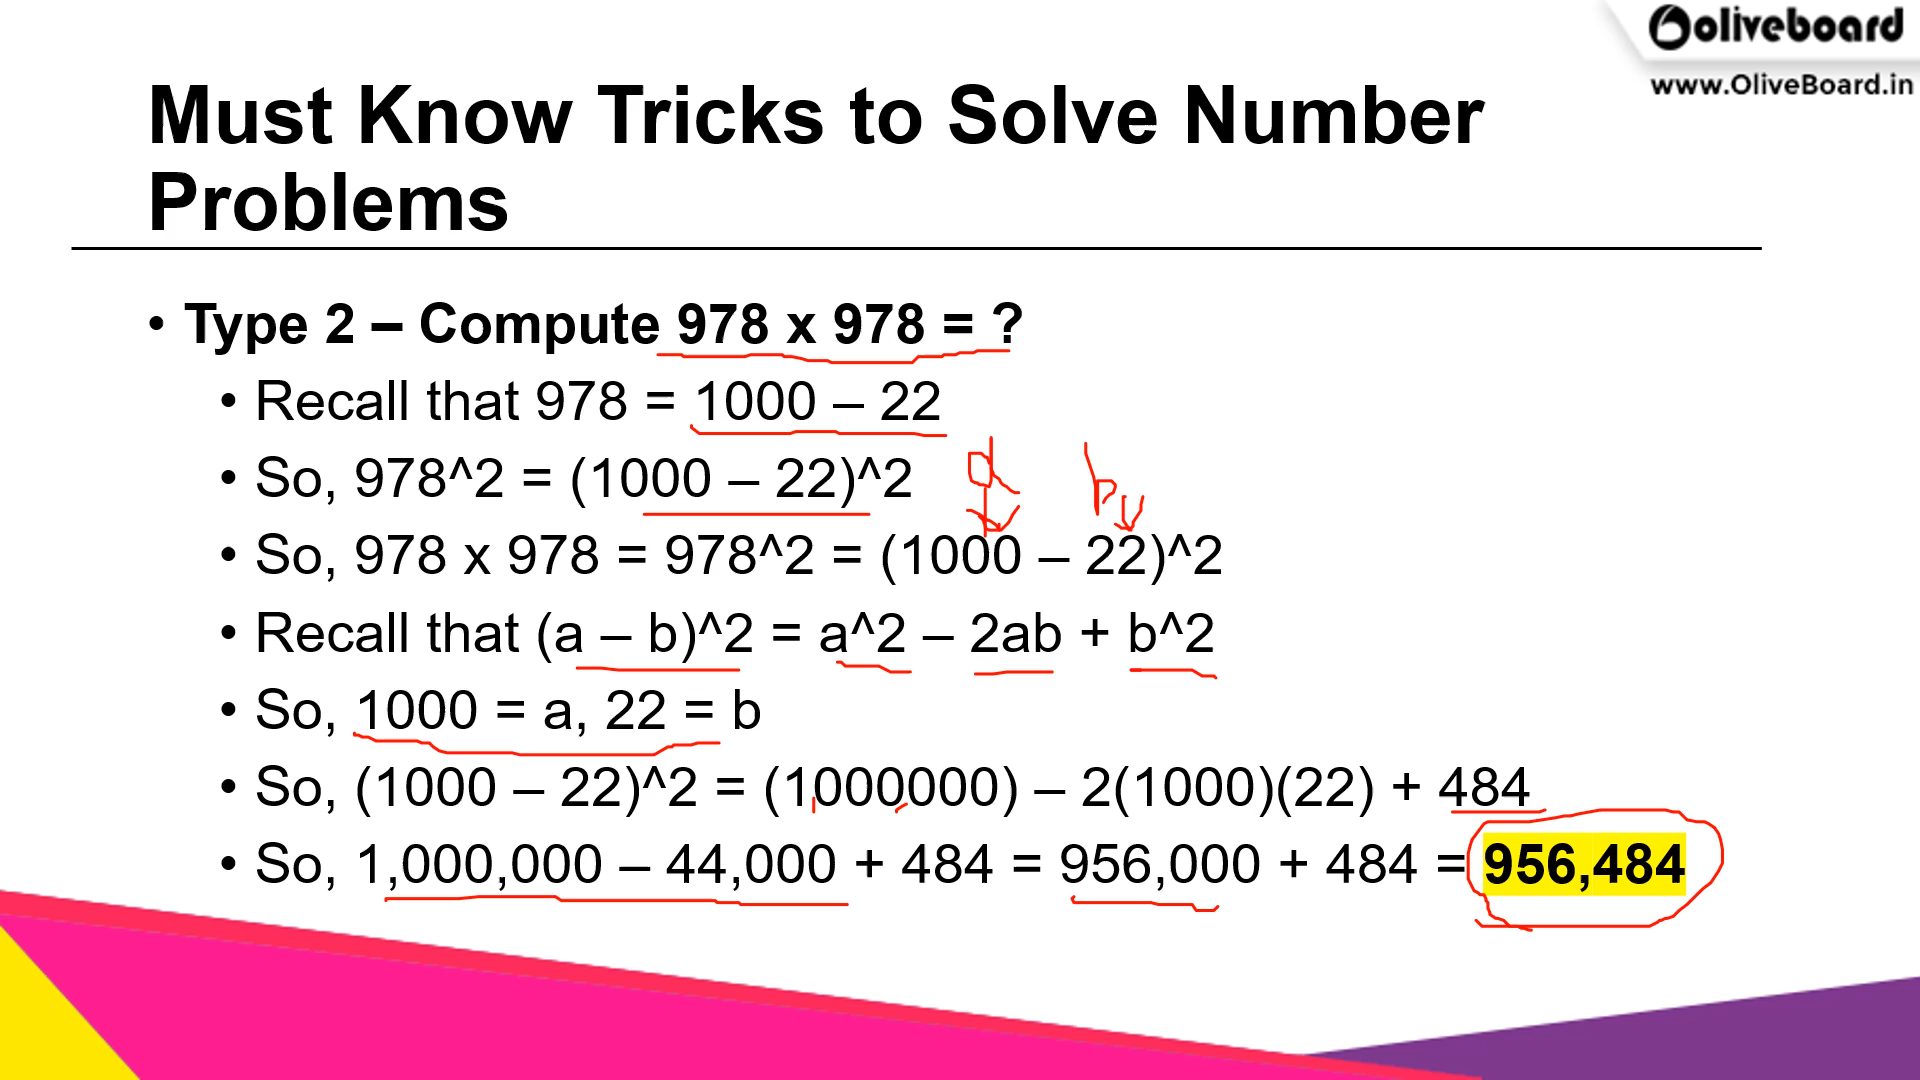 oliveboard
www.OliveBoard.in
Must Know Tricks to Solve Number
Problems
• Type 2 – Compute 978 x 978 = ?
• Recall that 978 = 1000 – 22
• So, 978^2 = (1000 – 22)^2
a b
• So, 978 x 978 = 978^2 = (1000 – 22)^2
• Recall that (a – b)^2 = a^2 – 2ab + b^2
• So, 1000 = a, 22 = b
• So, (1000 – 22)^2 = (1000000) – 2(1000)(22) + 484
• So, 1,000,000 – 44,000 + 484 = 956,000 + 484 = 956,484